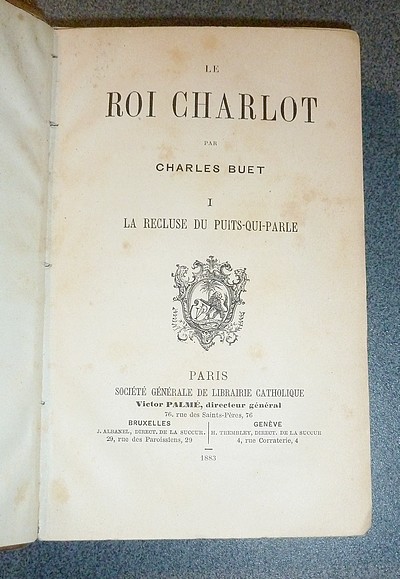 LE
ROI CHARLOT
PAR
CHARLES BUET
I
LA RECLUSE DU PUITS-QUI-PARLE
PARIS
SOCIÉTÉ GÉNÉRALE DE LIBRAIRIE CATHOLIQUE
Victor PALMÉ, directeur général
76, rue des Saints-Pères, 76
BRUXELLES
J. ALBANEL, DIRECT. DE LA SUCCUR.
29, rue des Paroissiens, 29
GENÈVE
H. TREMBLEY, DIRECT. DE LA SUCCUR
4, rue Corraterie, 4
1883